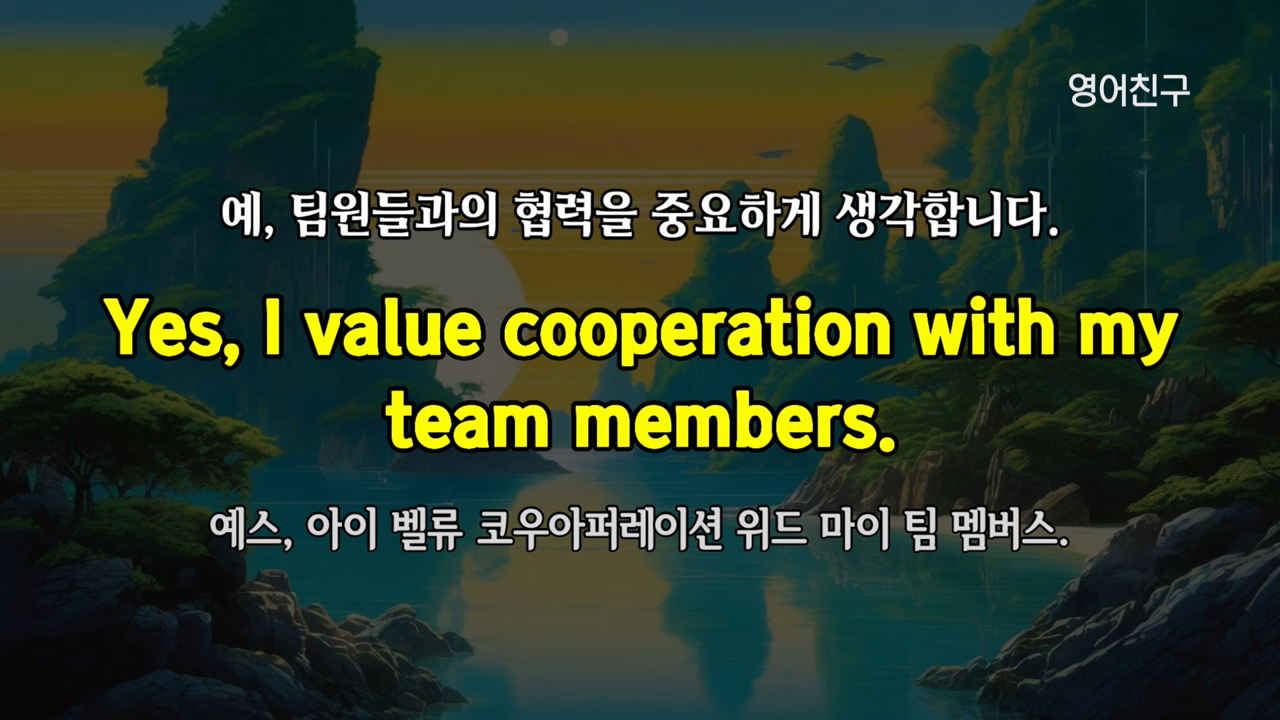 영어친구
예, 팀원들과의 협력을 중요하게 생각합니다.
Yes, I value cooperation with my
team members.
예스, 아이 벨류 코우아퍼레이션 위드 마이 팀 멤버스.